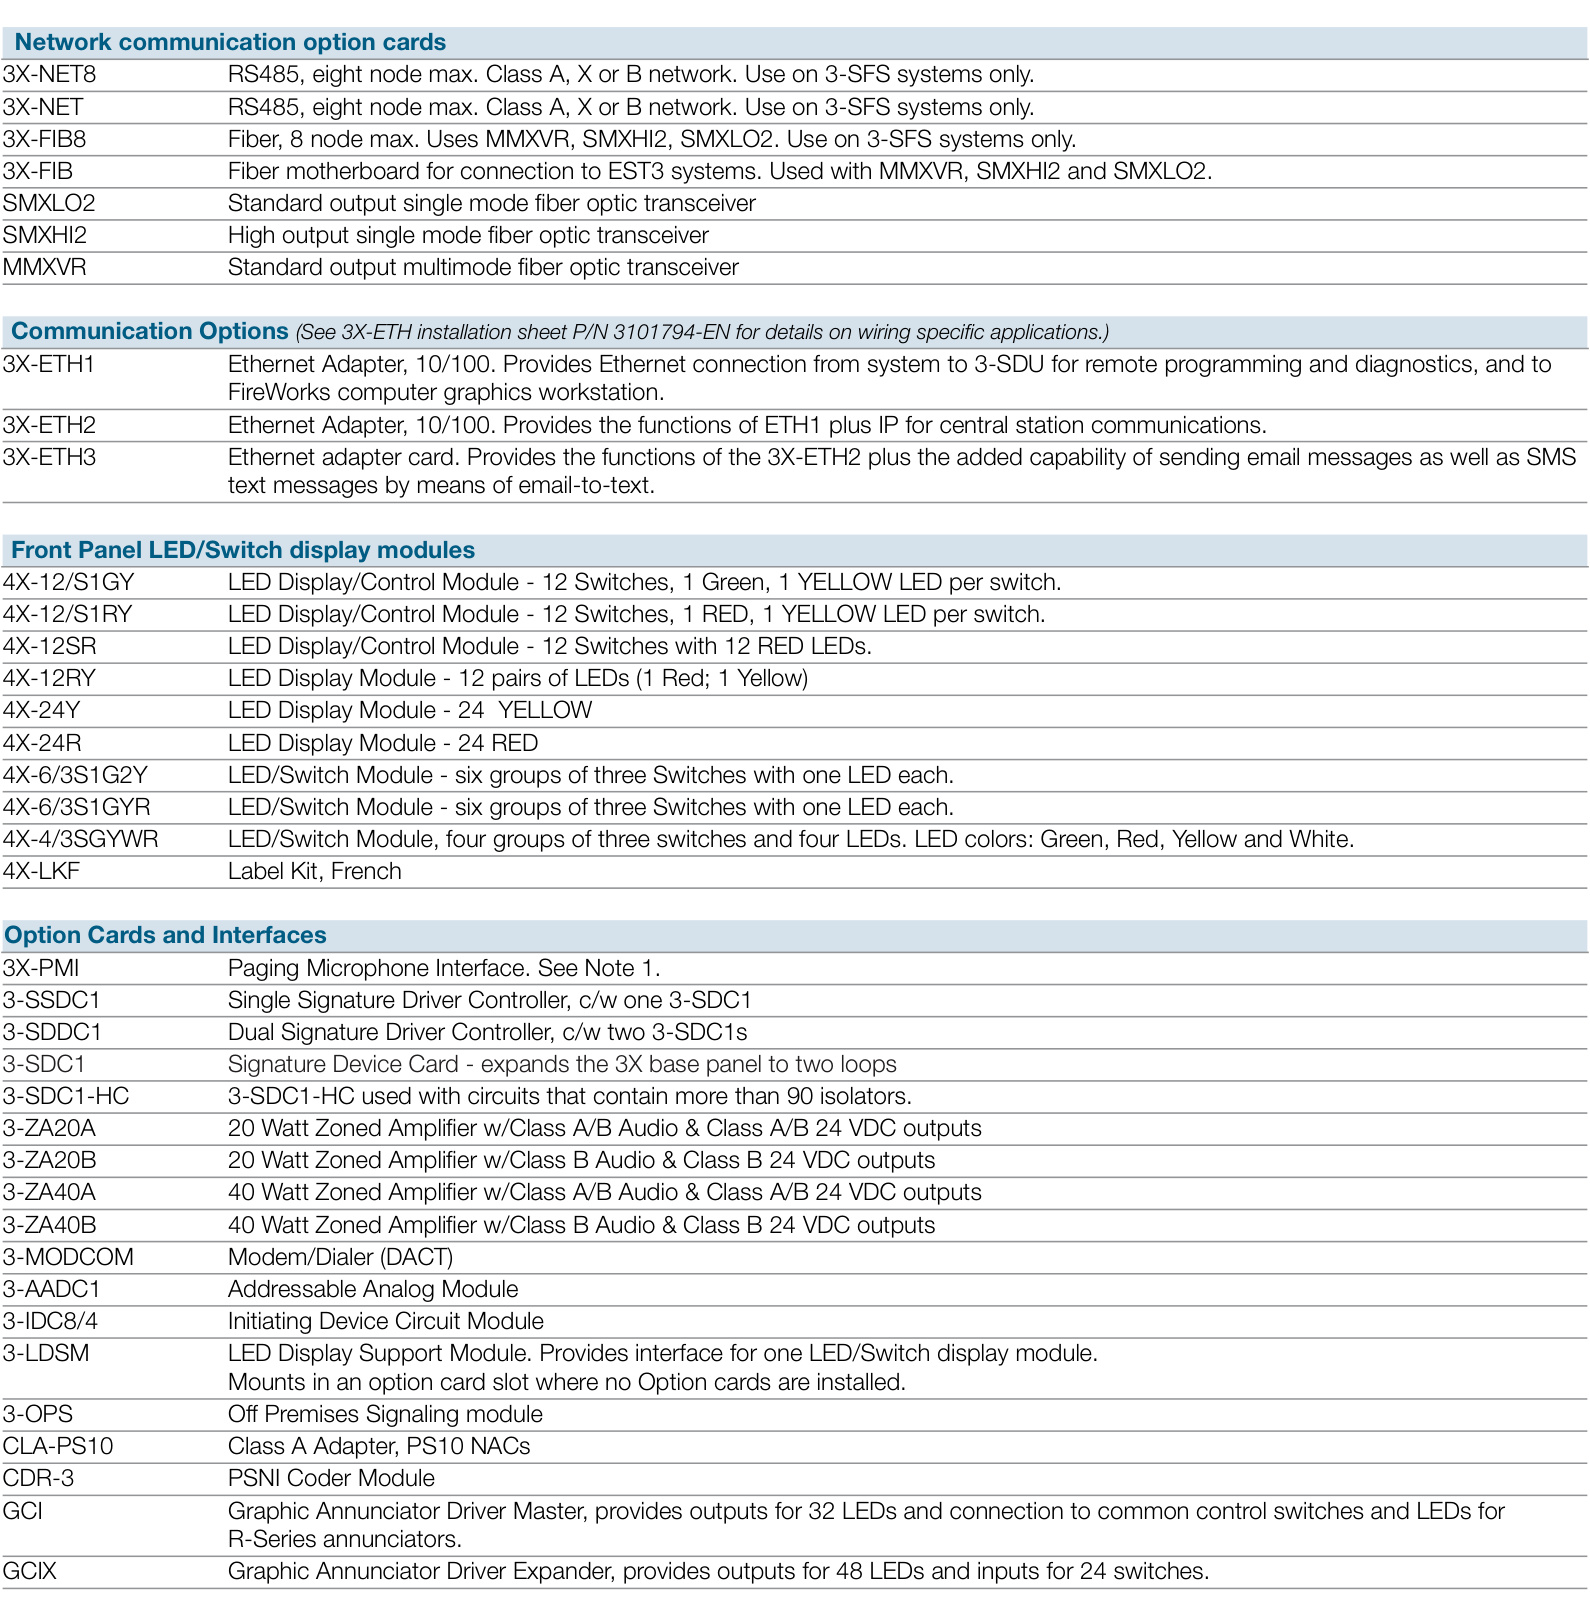 Network communication option cards
3X-NET8 RS485, eight node max. Class A, X or B network. Use on 3-SFS systems only.
3X-NET RS485, eight node max. Class A, X or B network. Use on 3-SFS systems only.
3X-FIB8 Fiber, 8 node max. Uses MMXVR, SMXHI2, SMXLO2. Use on 3-SFS systems only.
3X-FIB Fiber motherboard for connection to EST3 systems. Used with MMXVR, SMXHI2 and SMXLO2.
SMXLO2 Standard output single mode fiber optic transceiver
SMXHI2 High output single mode fiber optic transceiver
MMXVR Standard output multimode fiber optic transceiver
Communication Options (See 3X-ETH installation sheet P/N 3101794-EN for details on wiring specific applications.)
3X-ETH1 Ethernet Adapter, 10/100. Provides Ethernet connection from system to 3-SDU for remote programming and diagnostics, and to
FireWorks computer graphics workstation.
3X-ETH2 Ethernet Adapter, 10/100. Provides the functions of ETH1 plus IP for central station communications.
3X-ETH3 Ethernet adapter card. Provides the functions of the 3X-ETH2 plus the added capability of sending email messages as well as SMS
text messages by means of email-to-text.
Front Panel LED/Switch display modules
4X-12/S1GY LED Display/Control Module - 12 Switches, 1 Green, 1 YELLOW LED per switch.
4X-12/S1RY LED Display/Control Module - 12 Switches, 1 RED, 1 YELLOW LED per switch.
4X-12SR LED Display/Control Module - 12 Switches with 12 RED LEDs.
4X-12RY LED Display Module - 12 pairs of LEDs (1 Red; 1 Yellow)
4X-24Y LED Display Module - 24 YELLOW
4X-24R LED Display Module - 24 RED
4X-6/3S1G2Y LED/Switch Module - six groups of three Switches with one LED each.
4X-6/3S1GYR LED/Switch Module - six groups of three Switches with one LED each.
4X-4/3SGYWR LED/Switch Module, four groups of three switches and four LEDs. LED colors: Green, Red, Yellow and White.
4X-LKF Label Kit, French
Option Cards and Interfaces
3X-PMI Paging Microphone Interface. See Note 1.
3-SSDC1 Single Signature Driver Controller, c/w one 3-SDC1
3-SDDC1 Dual Signature Driver Controller, c/w two 3-SDC1s
3-SDC1 Signature Device Card - expands the 3X base panel to two loops
3-SDC1-HC 3-SDC1-HC used with circuits that contain more than 90 isolators.
3-ZA20A 20 Watt Zoned Amplifier w/Class A/B Audio & Class A/B 24 VDC outputs
3-ZA20B 20 Watt Zoned Amplifier w/Class B Audio & Class B 24 VDC outputs
3-ZA40A 40 Watt Zoned Amplifier w/Class A/B Audio & Class A/B 24 VDC outputs
3-ZA40B 40 Watt Zoned Amplifier w/Class B Audio & Class B 24 VDC outputs
3-MODCOM Modem/Dialer (DACT)
3-AADC1 Addressable Analog Module
3-IDC8/4 Initiating Device Circuit Module
3-LDSM LED Display Support Module. Provides interface for one LED/Switch display module.
Mounts in an option card slot where no Option cards are installed.
3-OPS Off Premises Signaling module
CLA-PS10 Class A Adapter, PS10 NACs
CDR-3 PSNI Coder Module
GCI Graphic Annunciator Driver Master, provides outputs for 32 LEDs and connection to common control switches and LEDs for
R-Series annunciators.
GCIX Graphic Annunciator Driver Expander, provides outputs for 48 LEDs and inputs for 24 switches.